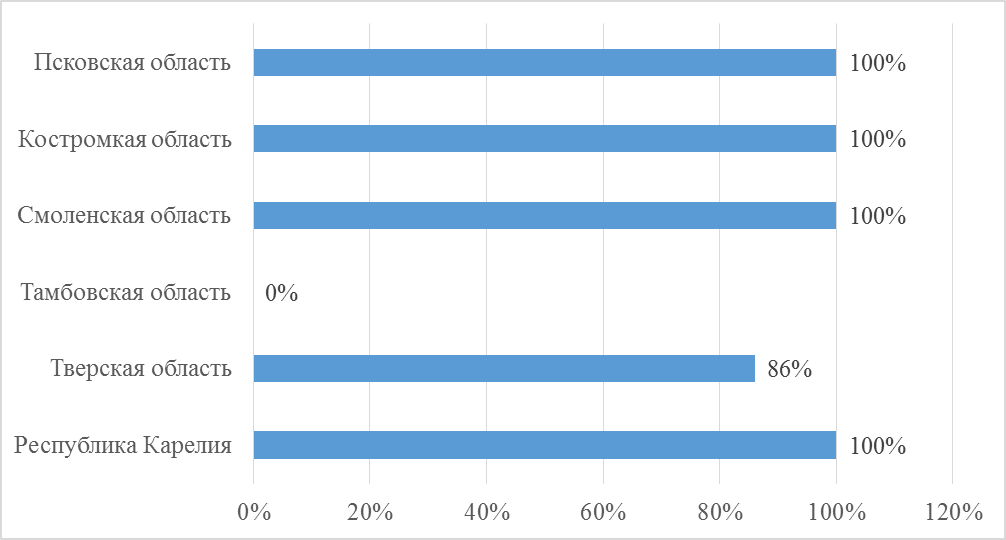 Псковская область 100%
Костромкая область 100%
Смоленская область 100%
Тамбовская область 0%
Тверская область 86%
Республика Карелия 100%
0% 20% 40% 60% 80% 100% 120%